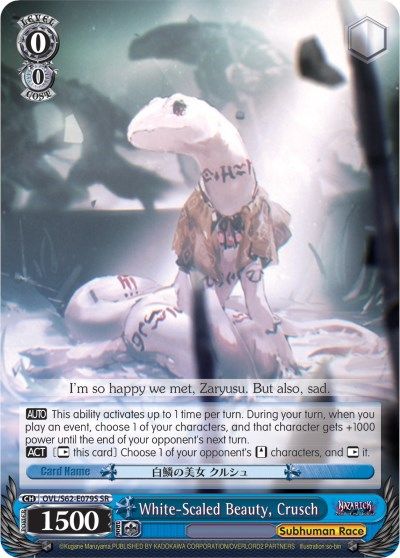 LEVEL
0
0
COST
I'm so happy we met, Zaryusu. But also, sad.
AUTO This ability activates up to 1 time per turn. During your turn, when you
play an event, choose 1 of your characters, and that character gets +1000
power until the end of your opponent's next turn.
ACT [ this card] Choose 1 of your characters, and it.
Card Name 白鱗の美女 クルシュ
CH OVL/S62-E079S SR
POWER 1500 White-Scaled Beauty, Crusch
NAZARICK
Subhuman Race
©Kugane Maruyama,PUBLISHED BY KADOKAWA CORPORATION/OVERLORD2 PARTNERS Illustration so-bin